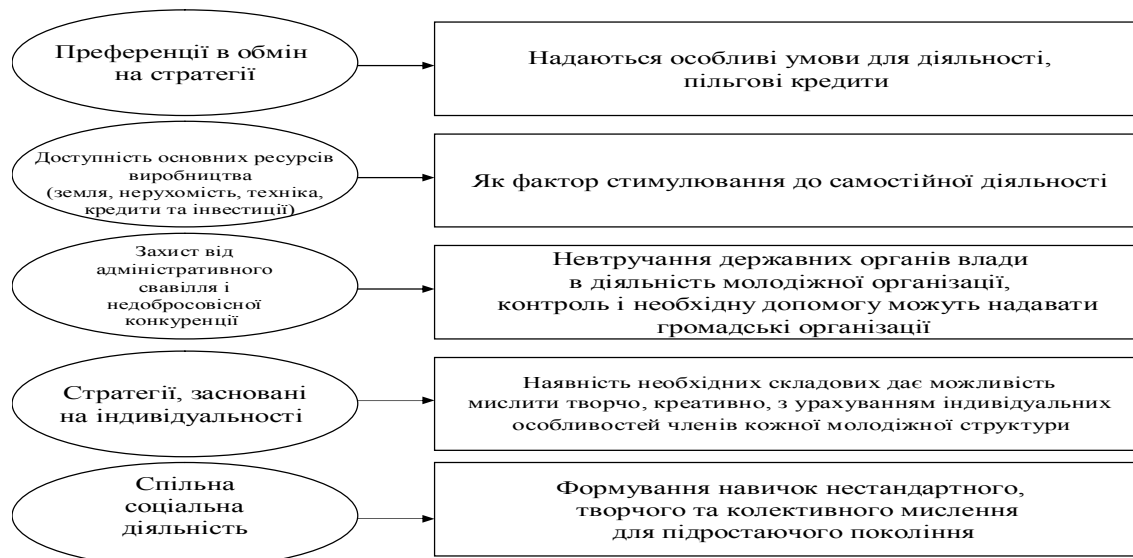 Преференції в обмін
на стратегії
Надаються особливі умови для діяльності,
пільгові кредити
Доступність основних ресурсів
виробництва
(земля, нерухомість, техніка,
кредити та інвестиції)
Як фактор стимулювання до самостійної діяльності
Захист від
адміністративного
свавілля і
недобросовісної
конкуренції
Невтручання державних органів влади
в діяльність молодіжної організації,
контроль і необхідну допомогу можуть надавати
громадські організації
Стратегії, засновані
на індивідуальності
Наявність необхідних складових дає можливість
мислити творчо, креативно, з урахуванням індивідуальних
особливостей членів кожної молодіжної структури
Спільна
соціальна
діяльність
Формування навичок нестандартного,
творчого та колективного мислення
для підростаючого покоління